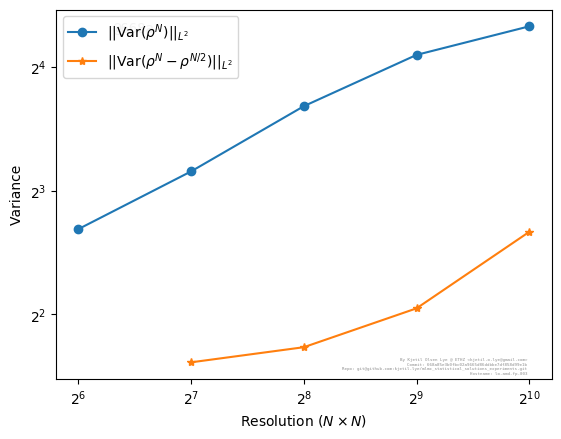 ||Var(ρ^N)||_{L^2}
||Var(ρ^N − ρ^{N/2})||_{L^2}
2^4
2^3
2^2
Variance
2^6
2^7
2^8
2^9
2^10
Resolution (N × N)